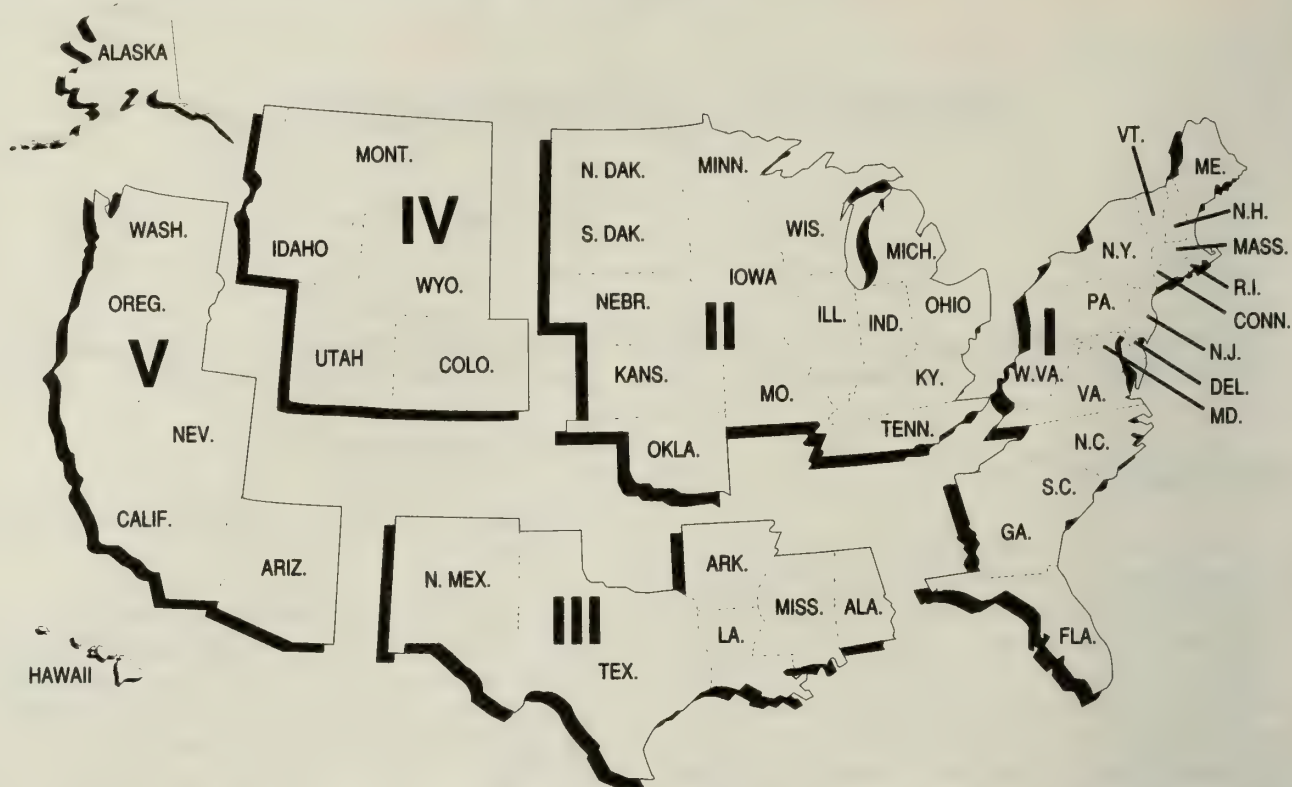 ALASKA
VT.
MONT.
N. DAK.
MINN.
ME.
IV
WASH.
N.H.
S. DAK.
WIS.
IDAHO
N.Y.
MASS.
MICH.
WYO.
IOWA
R.I.
OREG.
NEBR.
ILL.
IND.
OHIO
PA.
CONN.
V
II
I
N.J.
UTAH
COLO.
KANS.
KY.
W.VA.
DEL.
MO.
VA.
MD.
NEV.
TENN.
N.C.
OKLA.
S.C.
CALIF.
GA.
ARIZ.
N. MEX.
ARK.
III
MISS.
ALA.
LA.
FLA.
HAWAII
TEX.